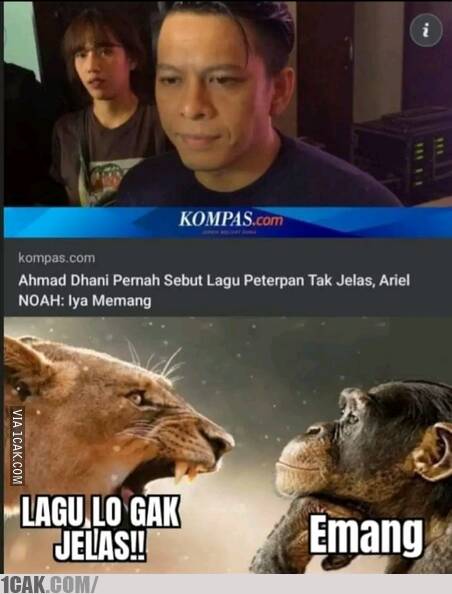 i
KOMPAS.com
kompas.com
Ahmad Dhani Pernah Sebut Lagu Peterpan Tak Jelas, Ariel
NOAH: Iya Memang
VIA 1CAK.COM
LAGU LO GAK
JELAS!!
Emang
1CAK.COM/